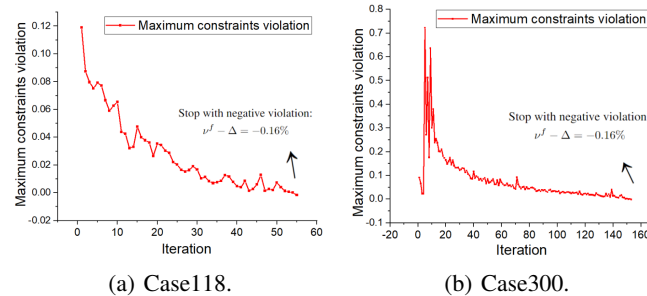 Maximum constraints violation
Maximum constraints violation
0.12
0.10
0.08
0.06
0.04
0.02
0.00
-0.02
Stop with negative violation:
ν^f − Δ = −0.16%
0 10 20 30 40 50 60
Iteration
(a) Case118.
Maximum constraints violation
Maximum constraints violation
0.8
0.7
0.6
0.5
0.4
0.3
0.2
0.1
0.0
-0.1
Stop with negative violation
ν^f − Δ = −0.16%
-20 0 20 40 60 80 100 120 140 160
Iteration
(b) Case300.